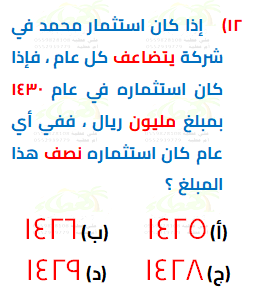 ١٢) إذا كان استثمار محمد في
شركة يتضاعف كل عام ، فإذا
كان استثماره في عام ١٤٣٠
بمبلغ مليون ريال ، ففي أي
عام كان استثماره نصف هذا
المبلغ ؟
(أ) ١٤٢٥ (ب) ١٤٢٦
(ج) ١٤٢٨ (د) ١٤٢٩